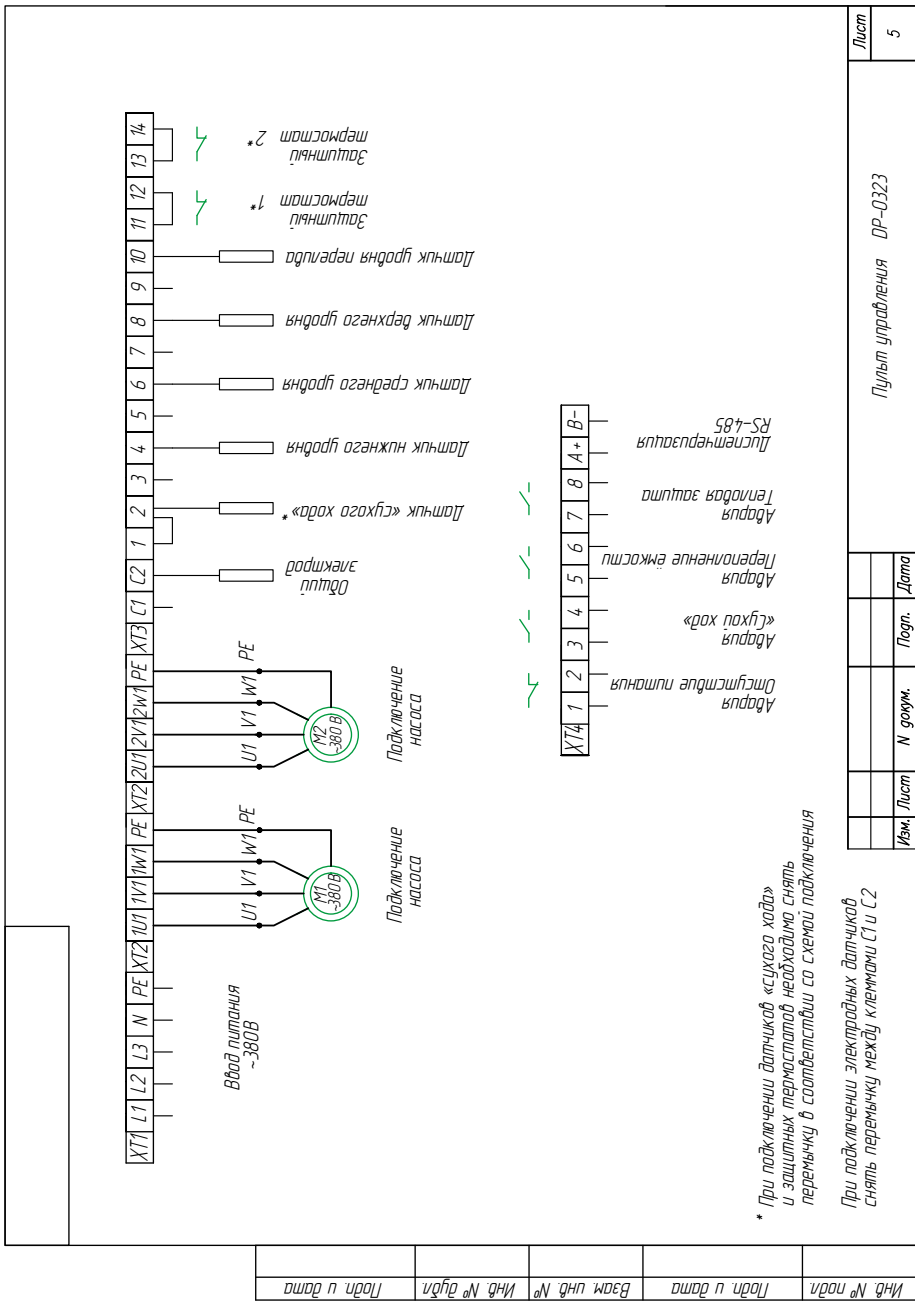 XT1 L1 L2 L3 N PE XT2 1U1 1V1 1W1 PE XT2 2U1 2V1 2W1 PE XT3 C1 C2 1 2 3 4 5 6 7 8 9 10 11 12 13 14
Ввод питания
~380В
U1 V1 W1 PE
M1
~380 В
Подключение
насоса
U1 V1 W1 PE
M2
~380 В
Подключение
насоса
Общий
электрод
Датчик «сухого хода» *
Датчик нижнего уровня
Датчик среднего уровня
Датчик верхнего уровня
Датчик уровня перелива
Защитный
термостат 1*
Защитный
термостат 2*
XT4 1 2 3 4 5 6 7 8 A+ B-
Авария
Отсутствие питания
Авария
«Сухой ход»
Авария
Переполнение ёмкости
Авария
Тепловая защита
Диспетчеризация
RS-485
* При подключении датчиков «сухого хода»
и защитных термостатов необходимо снять
перемычку в соответствии со схемой подключения
При подключении электродных датчиков
снять перемычку между клеммами C1 и C2
Изм. Лист N докум. Подп. Дата
Пульт управления DP-0323
Лист
5
Инв. № подл.
Подп. и дата
Взам. инв. №
Инв. № дубл.
Подп. и дата